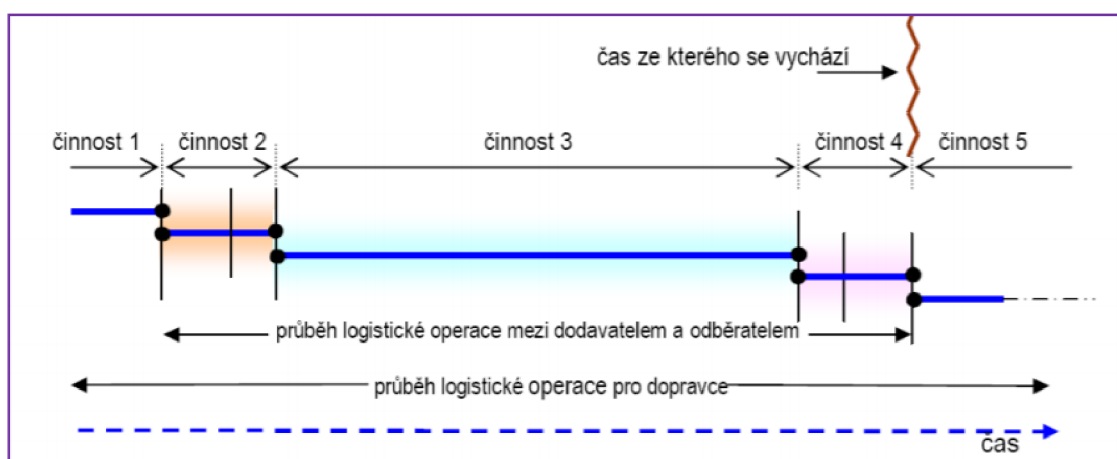 čas ze kterého se vychází
činnost 1
činnost 2
činnost 3
činnost 4
činnost 5
průběh logistické operace mezi dodavatelem a odběratelem
průběh logistické operace pro dopravce
čas